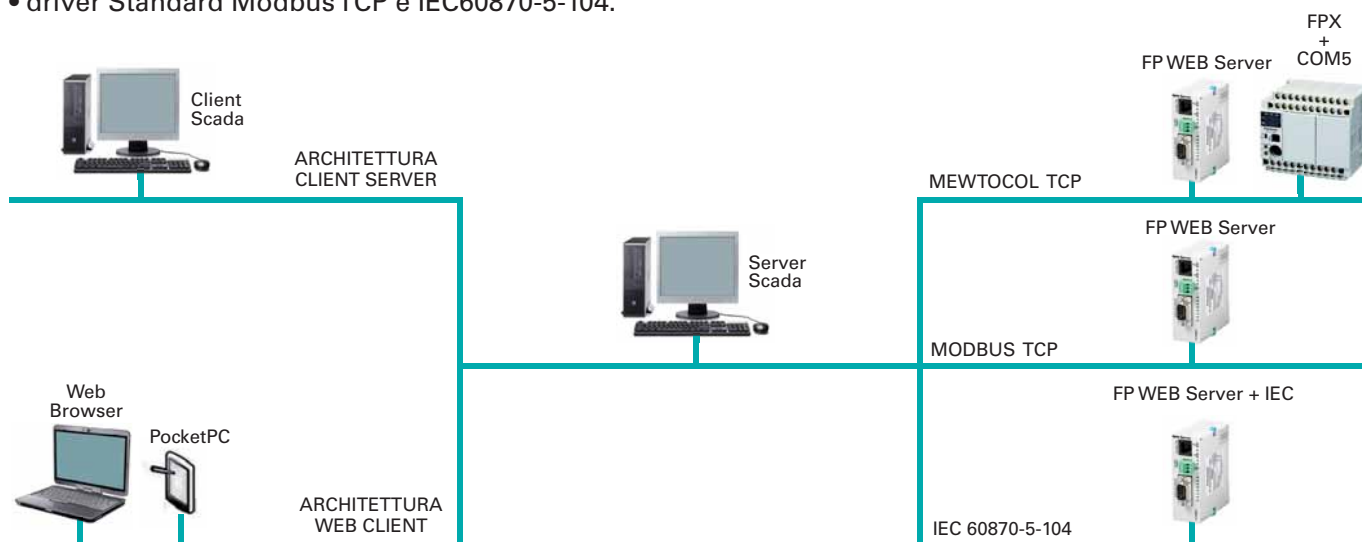 • driver Standard Modbus TCP e IEC60870-5-104.
FPX
+
COM5
FP WEB Server
Client
Scada
ARCHITETTURA
CLIENT SERVER
MEWTOCOL TCP
FP WEB Server
Server
Scada
MODBUS TCP
Web
Browser
PocketPC
FP WEB Server + IEC
ARCHITETTURA
WEB CLIENT
IEC 60870-5-104